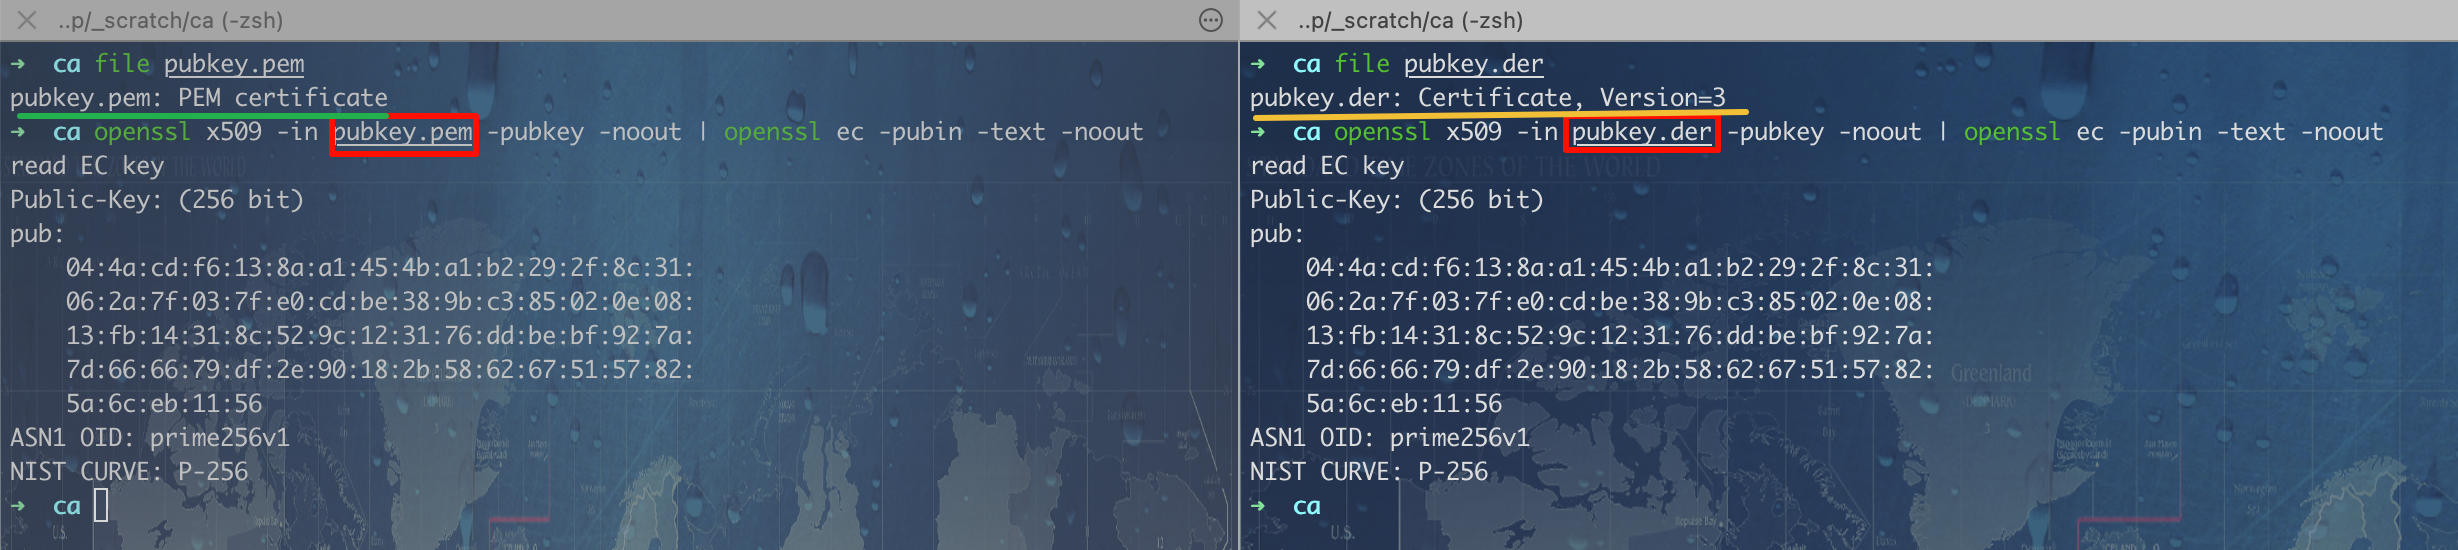 ..p/_scratch/ca (-zsh)
➜ ca file pubkey.pem
pubkey.pem: PEM certificate
➜ ca openssl x509 -in pubkey.pem -pubkey -noout | openssl ec -pubin -text -noout
read EC key
Public-Key: (256 bit)
pub:
04:4a:cd:f6:13:8a:a1:45:4b:a1:b2:29:2f:8c:31:
06:2a:7f:03:7f:e0:cd:be:38:9b:c3:85:02:0e:08:
13:fb:14:31:8c:52:9c:12:31:76:dd:be:bf:92:7a:
7d:66:66:79:df:2e:90:18:2b:58:62:67:51:57:82:
5a:6c:eb:11:56
ASN1 OID: prime256v1
NIST CURVE: P-256
➜ ca
U.S.
..p/_scratch/ca (-zsh)
➜ ca file pubkey.der
pubkey.der: Certificate, Version=3
➜ ca openssl x509 -in pubkey.der -pubkey -noout | openssl ec -pubin -text -noout
read EC key
Public-Key: (256 bit)
pub:
04:4a:cd:f6:13:8a:a1:45:4b:a1:b2:29:2f:8c:31:
06:2a:7f:03:7f:e0:cd:be:38:9b:c3:85:02:0e:08:
13:fb:14:31:8c:52:9c:12:31:76:dd:be:bf:92:7a:
7d:66:66:79:df:2e:90:18:2b:58:62:67:51:57:82:
5a:6c:eb:11:56
ASN1 OID: prime256v1
NIST CURVE: P-256
➜ ca
ZONES OF THE WORLD
Greenland
U.S.